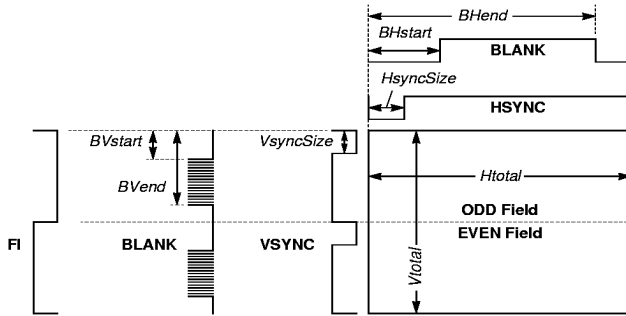 BHend
BHstart
BLANK
HsyncSize
HSYNC
BVstart
VsyncSize
BVend
Htotal
ODD Field
FI
BLANK
VSYNC
EVEN Field
Vtotal